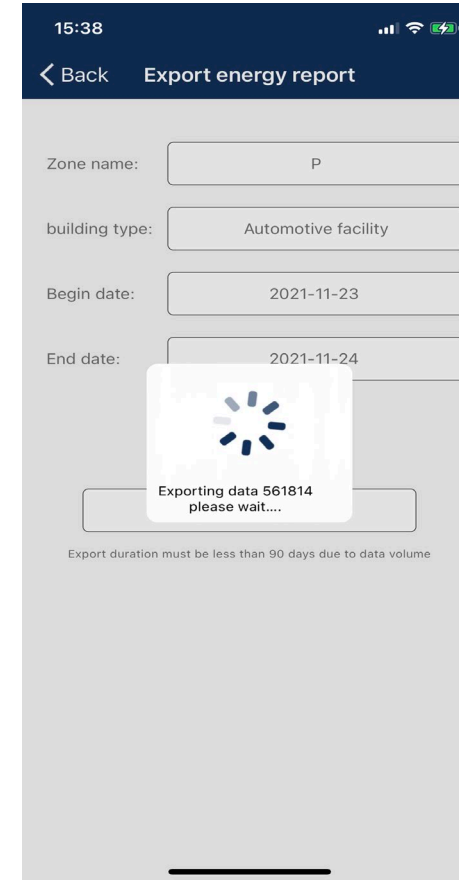 15:38
Back Export energy report
Zone name: P
building type: Automotive facility
Begin date: 2021-11-23
End date: 2021-11-24
Exporting data 561814
please wait....
Export duration must be less than 90 days due to data volume